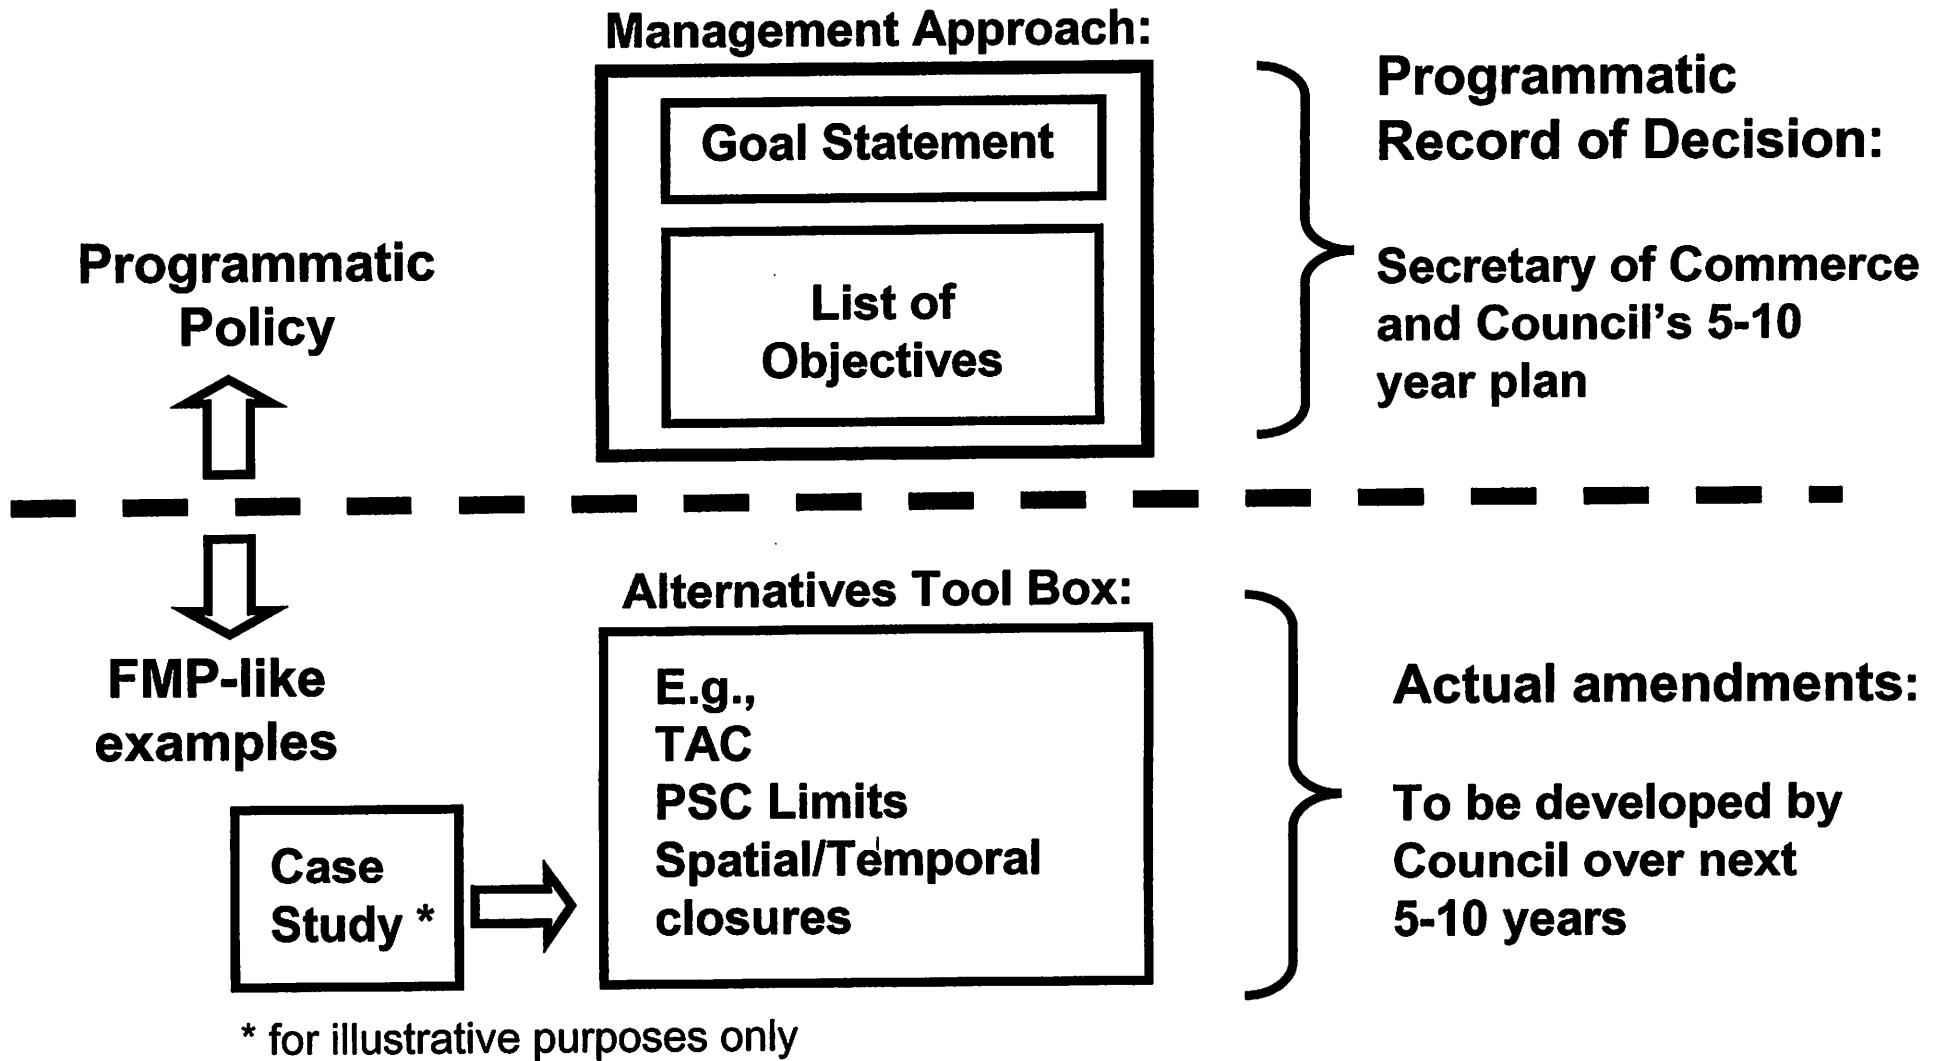 Management Approach:
Goal Statement
List of
Objectives
Programmatic
Record of Decision:
Secretary of Commerce
and Council's 5-10
year plan
Programmatic
Policy
FMP-like
examples
Case
Study *
Alternatives Tool Box:
E.g.,
TAC
PSC Limits
Spatial/Temporal
closures
Actual amendments:
To be developed by
Council over next
5-10 years
* for illustrative purposes only